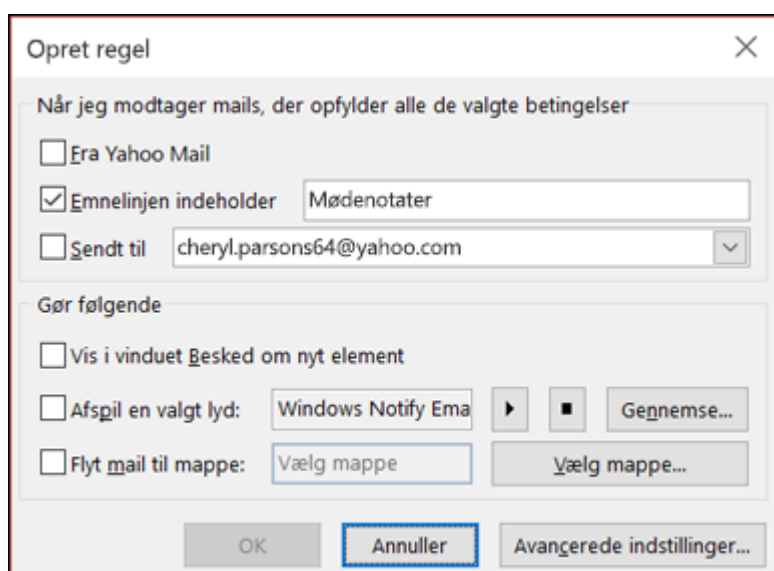 Opret regel
Når jeg modtager mails, der opfylder alle de valgte betingelser
Fra Yahoo Mail
Emnelinjen indeholder Mødenotater
Sendt til cheryl.parsons64@yahoo.com
Gør følgende
Vis i vinduet Besked om nyt element
Afspil en valgt lyd: Windows Notify Ema Gennemse...
Flyt mail til mappe: Vælg mappe Vælg mappe...
OK Annuller Avancerede indstillinger...